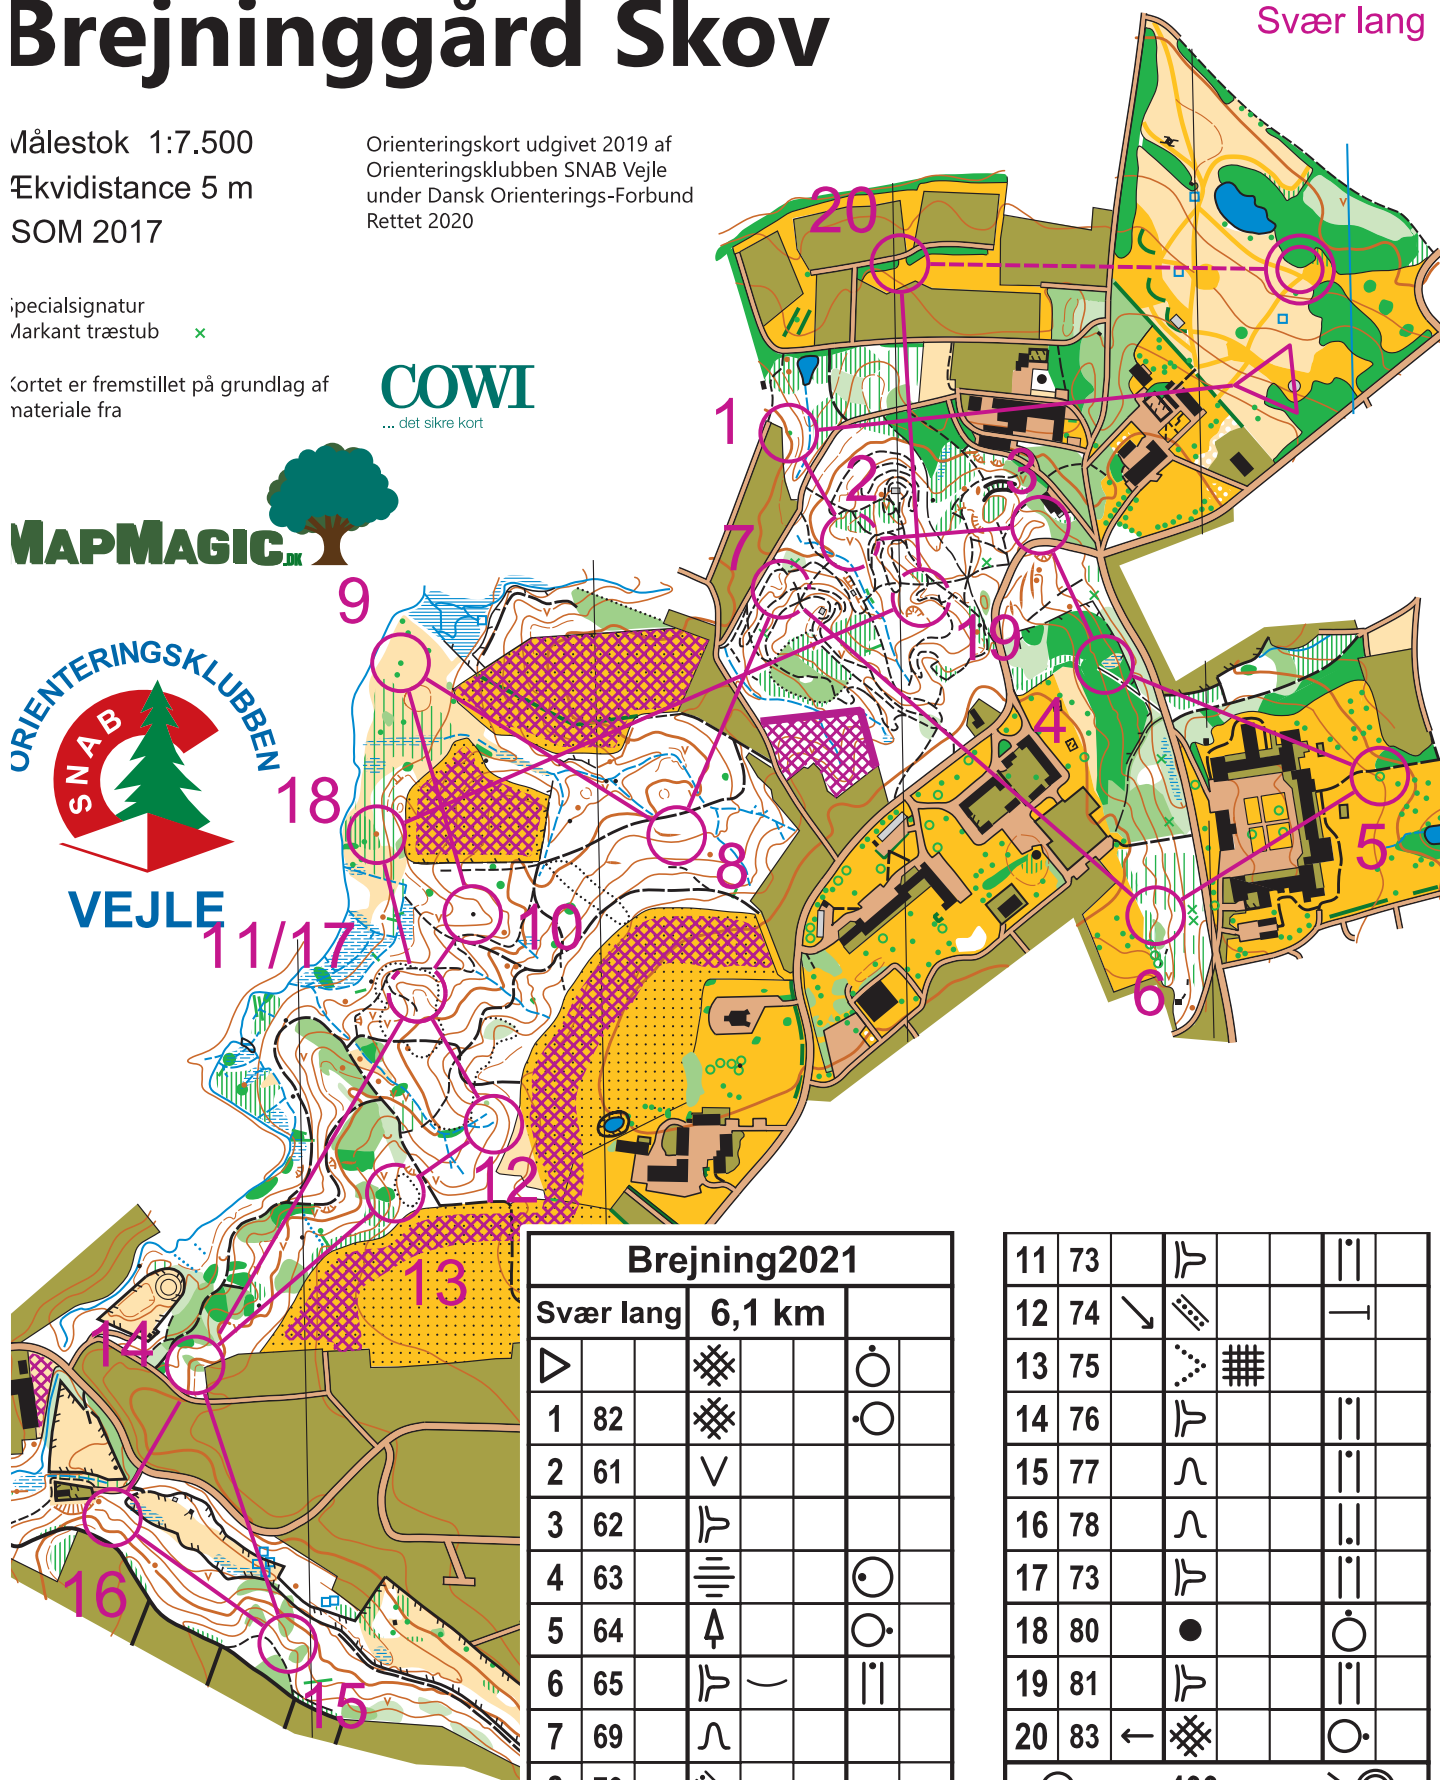 Brejninggård Skov
Svær lang
Målestok 1:7.500
Ækvidistance 5 m
SOM 2017
Orienteringskort udgivet 2019 af
Orienteringsklubben SNAB Vejle
under Dansk Orienterings-Forbund
Rettet 2020
Specialsignatur
Markant træstub
Kortet er fremstillet på grundlag af
materiale fra
COWI
... det sikre kort
MAPMAGIC.DK
ORIENTERINGSKLUBBEN
SNAB
VEJLE
20
1
2
3
7
9
19
4
18
8
5
11/17
10
6
12
13
14
16
15
Brejning2021
Svær lang 6,1 km
1 82
2 61
3 62
4 63
5 64
6 65
7 69
11 73
12 74
13 75
14 76
15 77
16 78
17 73
18 80
19 81
20 83